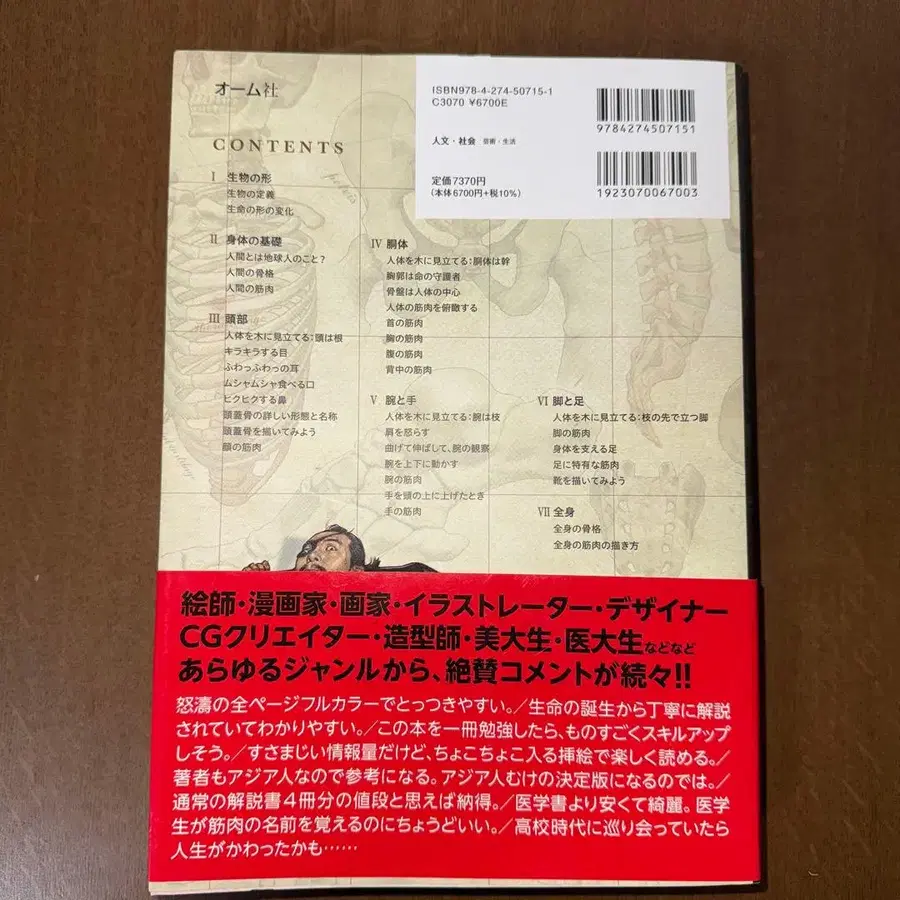 オーム社
ISBN978-4-274-50715-1
C3070 ¥6700E
人文・社会 芸術・生活
定価7370円
(本体6700円+税10%)
9784274507151
1923070067003
CONTENTS
I 生物の形
生物の定義
生命の形の変化
II 身体の基礎
人間とは地球人のこと?
人間の骨格
人間の筋肉
III 頭部
人体を木に見立てる:頭は根
キラキラする目
ふわっふわっの耳
ムシャムシャ食べる口
ヒクヒクする鼻
頭蓋骨の詳しい形態と名称
頭蓋骨を描いてみよう
顔の筋肉
IV 胴体
人体を木に見立てる:胴体は幹
胸郭は命の守護者
骨盤は人体の中心
人体の筋肉を俯瞰する
首の筋肉
胸の筋肉
腹の筋肉
背中の筋肉
V 腕と手
人体を木に見立てる:腕は枝
肩を怒らす
曲げて伸ばして、腕の観察
腕を上下に動かす
腕の筋肉
手を頭の上に上げたとき
手の筋肉
VI 脚と足
人体を木に見立てる:枝の先で立つ脚
脚の筋肉
身体を支える足
足に特有な筋肉
靴を描いてみよう
VII 全身
全身の骨格
全身の筋肉の描き方
絵師・漫画家・画家・イラストレーター・デザイナー
CGクリエイター・造型師・美大生・医大生などなど
あらゆるジャンルから、絶賛コメントが続々!!
怒濤の全ページフルカラーでとっつきやすい。/生命の誕生から丁寧に解説
されていてわかりやすい。/この本を一冊勉強したら、ものすごくスキルアップ
しそう。/すさまじい情報量だけど、ちょこちょこ入る挿絵で楽しく読める。/
著者もアジア人なので参考になる。アジア人むけの決定版になるのでは。/
通常の解説書4冊分の値段と思えば納得。/医学書より安くて綺麗。医学
生が筋肉の名前を覚えるのにちょうどいい。/高校時代に巡り会っていたら
人生がかわったかも……